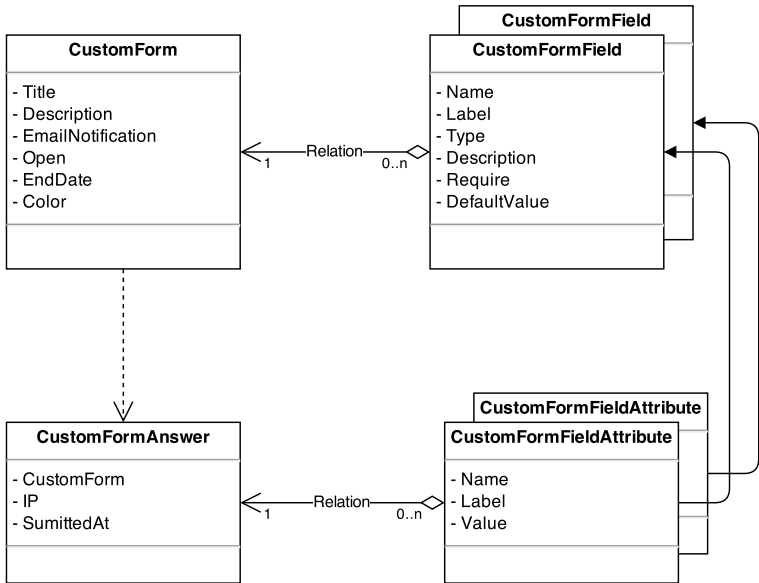 CustomFormField
CustomForm
CustomFormField
- Title
- Description
- EmailNotification
- Open
- EndDate
- Color
Relation
1
0..n
- Name
- Label
- Type
- Description
- Require
- DefaultValue
CustomFormFieldAttribute
CustomFormAnswer
CustomFormFieldAttribute
- CustomForm
- IP
- SumittedAt
Relation
1
0..n
- Name
- Label
- Value